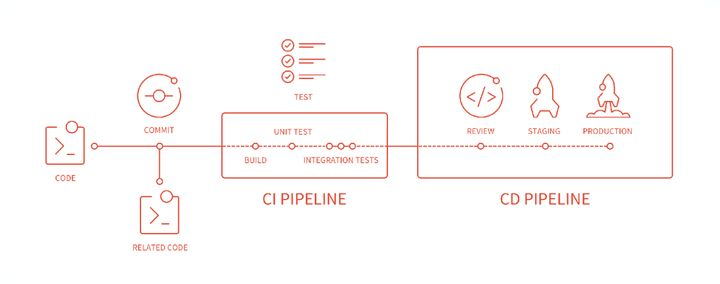 TEST
COMMIT
REVIEW
STAGING
PRODUCTION
UNIT TEST
BUILD
INTEGRATION TESTS
CODE
CI PIPELINE
CD PIPELINE
RELATED CODE